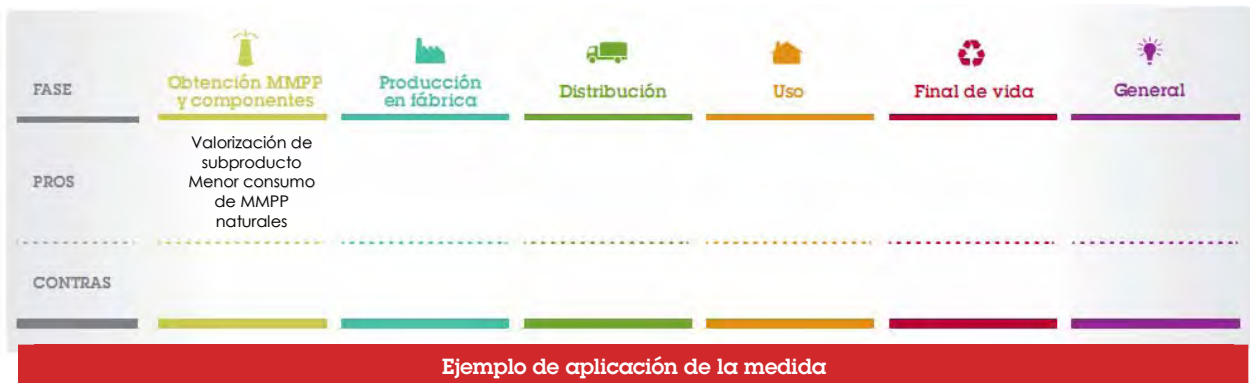 FASE
Obtención MMPP
y componentes
Producción
en fábrica
Distribución
Uso
Final de vida
General
PROS
Valorización de
subproducto
Menor consumo
de MMPP
naturales
CONTRAS
Ejemplo de aplicación de la medida